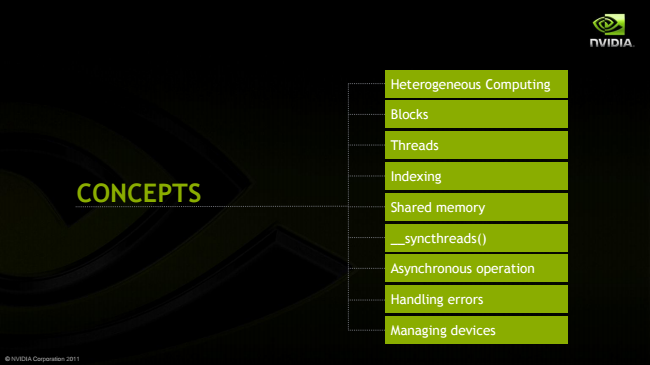 NVIDIA.
Heterogeneous Computing
Blocks
Threads
Indexing
CONCEPTS
Shared memory
__syncthreads()
Asynchronous operation
Handling errors
Managing devices
© NVIDIA Corporation 2011